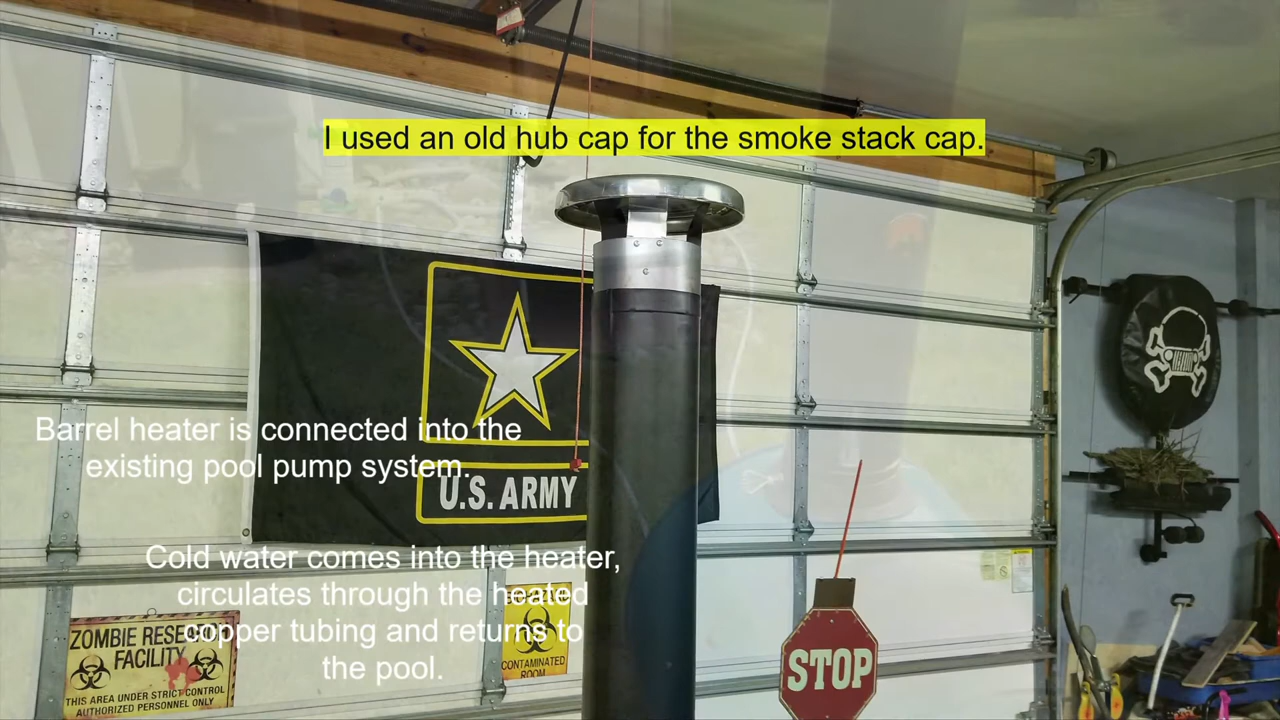 I used an old hub cap for the smoke stack cap.
Barrel heater is connected into the
existing pool pump system.
U.S. ARMY
Cold water comes into the heater,
circulates through the heated
copper tubing and returns to
the pool.
ZOMBIE RESEARCH
FACILITY
THIS AREA UNDER STRICT CONTROL
AUTHORIZED PERSONNEL ONLY
CONTAMINATED
ROOM
STOP